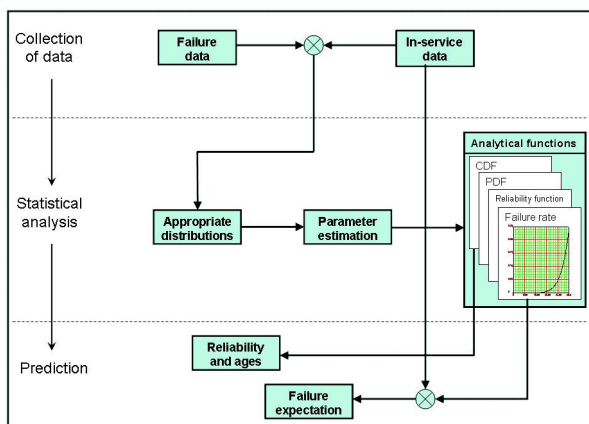 Collection
of data
Failure
data
In-service
data
Statistical
analysis
Appropriate
distributions
Parameter
estimation
Analytical functions
CDF
PDF
Reliability function
Failure rate
Prediction
Reliability
and ages
Failure
expectation